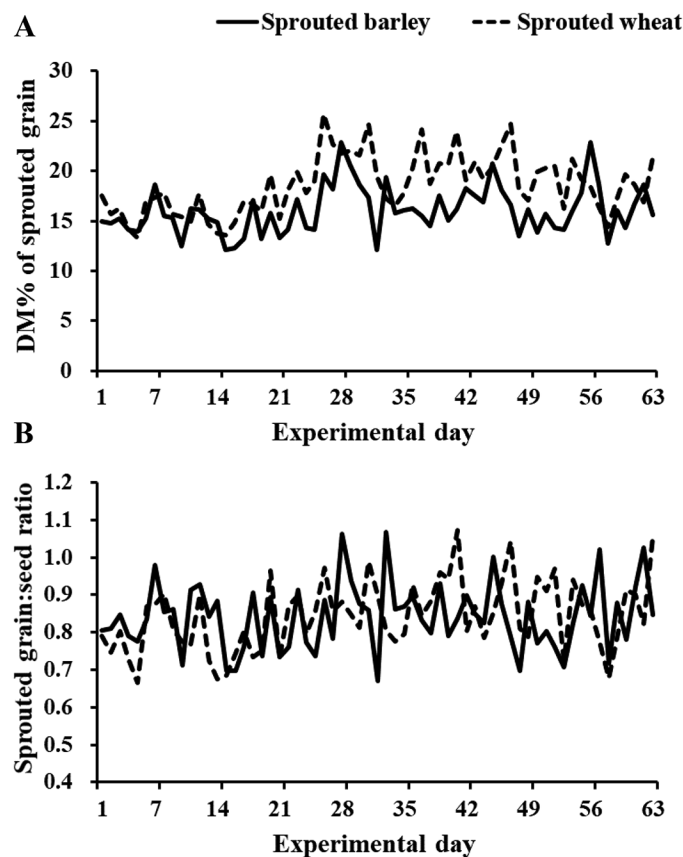 A
Sprouted barley
Sprouted wheat
30
25
20
15
10
5
0
DM% of sprouted grain
1 7 14 21 28 35 42 49 56 63
Experimental day
B
1.2
1.1
1.0
0.9
0.8
0.7
0.6
0.5
0.4
Sprouted grain:seed ratio
1 7 14 21 28 35 42 49 56 63
Experimental day